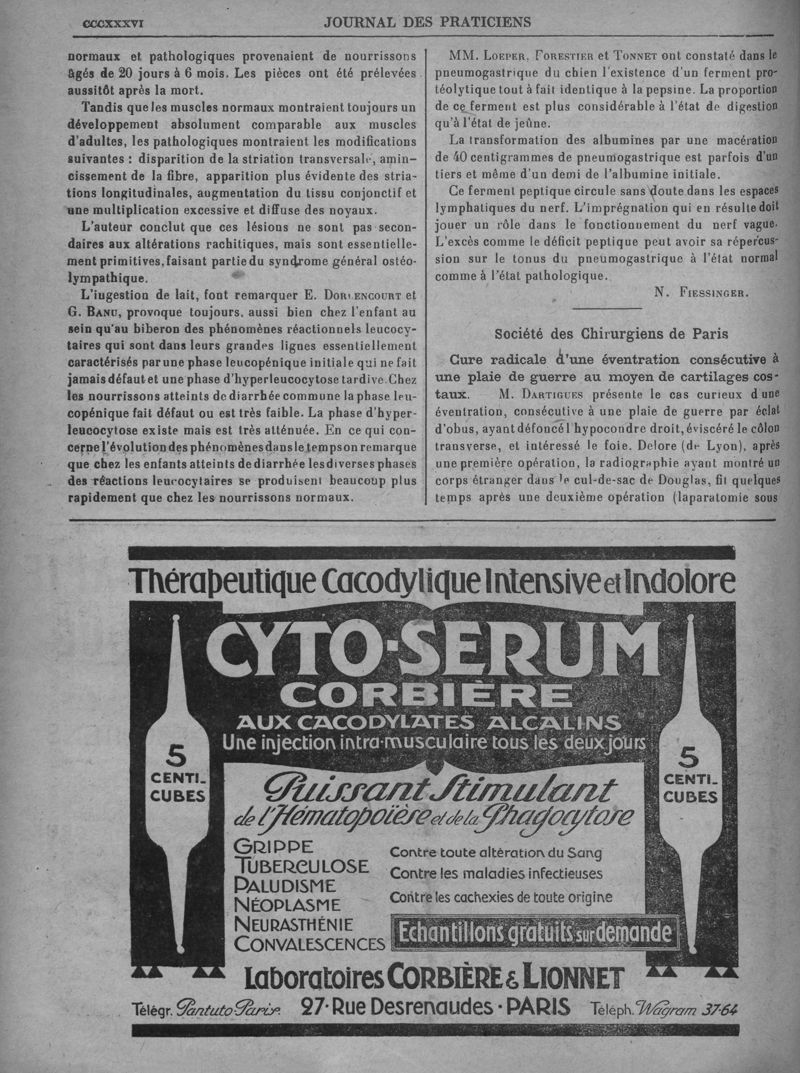 CCCXXXVI
JOURNAL DES PRATICIENS
normaux et pathologiques provenaient de nourrissons
âgés de 20 jours à 6 mois. Les pièces ont été prélevées
aussitôt après la mort.
Tandis que les muscles normaux montraient toujours un
développement absolument comparable aux muscles
d'adultes, les pathologiques montraient les modifications
suivantes : disparition de la striation transversale, amin-
cissement de la fibre, apparition plus évidente des stria-
tions longitudinales, augmentation du tissu conjonctif et
une multiplication excessive et diffuse des noyaux.
L'auteur conclut que ces lésions ne sont pas secon-
daires aux altérations rachitiques, mais sont essentielle-
ment primitives, faisant partie du syndrome général ostéo-
lympathique.
L'ingestion de lait, font remarquer E. DORLENCOURT et
G. BANU, provoque toujours, aussi bien chez l'enfant au
sein qu'au biberon des phénomènes réactionnels leucocy-
taires qui sont dans leurs grandes lignes essentiellement
caractérisés par une phase leucopénique initiale qui ne fait
jamais défaut et une phase d'hyperleucocytose tardive. Chez
les nourrissons atteints de diarrhée commune la phase leu-
copénique fait défaut ou est très faible. La phase d'hyper-
leucocytose existe mais est très atténuée. En ce qui con-
cerne l'évolution des phénomènes dans le temps on remarque
que chez les enfants atteints de diarrhée les diverses phases
des réactions leucocytaires se produisent beaucoup plus
rapidement que chez les nourrissons normaux.
MM. LOEPER, FORESTIER et TONNET ont constaté dans le
pneumogastrique du chien l'existence d'un ferment pro-
téolytique tout à fait identique à la pepsine. La proportion
de ce ferment est plus considérable à l'état de digestion
qu'à l'état de jeûne.
La transformation des albumines par une macération
de 40 centigrammes de pneumogastrique est parfois d'un
tiers et même d'un demi de l'albumine initiale.
Ce ferment peptique circule sans doute dans les espaces
lymphatiques du nerf. L'imprégnation qui en résulte doit
jouer un rôle dans le fonctionnement du nerf vague.
L'excès comme le déficit peptique peut avoir sa répercus-
sion sur le tonus du pneumogastrique à l'état normal
comme à l'état pathologique.
N. FIESSINGER.
Société des Chirurgiens de Paris
Cure radicale d'une éventration consécutive à
une plaie de guerre au moyen de cartilages cos-
taux. M. DARTIGUES présente le cas curieux d'une
éventration, consécutive à une plaie de guerre par éclat
d'obus, ayant défoncé l'hypocondre droit, éviscéré le côlon
transverse, et intéressé le foie. Delore (de Lyon), après
une première opération, la radiographie ayant montré un
corps étranger dans le cul-de-sac de Douglas, fit quelques
temps après une deuxième opération (laparatomie sous
Thérapeutique Cacodylique Intensive et Indolore
CYTO-SERUM
CORBIÈRE
AUX CACODYLATES ALCALINS
Une injection intra-musculaire tous les deux jours
5
CENTI-
CUBES
5
CENTI-
CUBES
Puissant Stimulant
de l'Hématopoïèse et de la Phagocytose
GRIPPE
TUBERCULOSE
PALUDISME
NÉOPLASME
NEURASTHÉNIE
CONVALESCENCES
Contre toute altération du Sang
Contre les maladies infectieuses
Contre les cachexies de toute origine
Echantillons gratuits sur demande
Laboratoires CORBIÈRE & LIONNET
Télégr. Pantuto-Paris. 27·Rue Desrenaudes·PARIS Téléph. Wagram 37-64